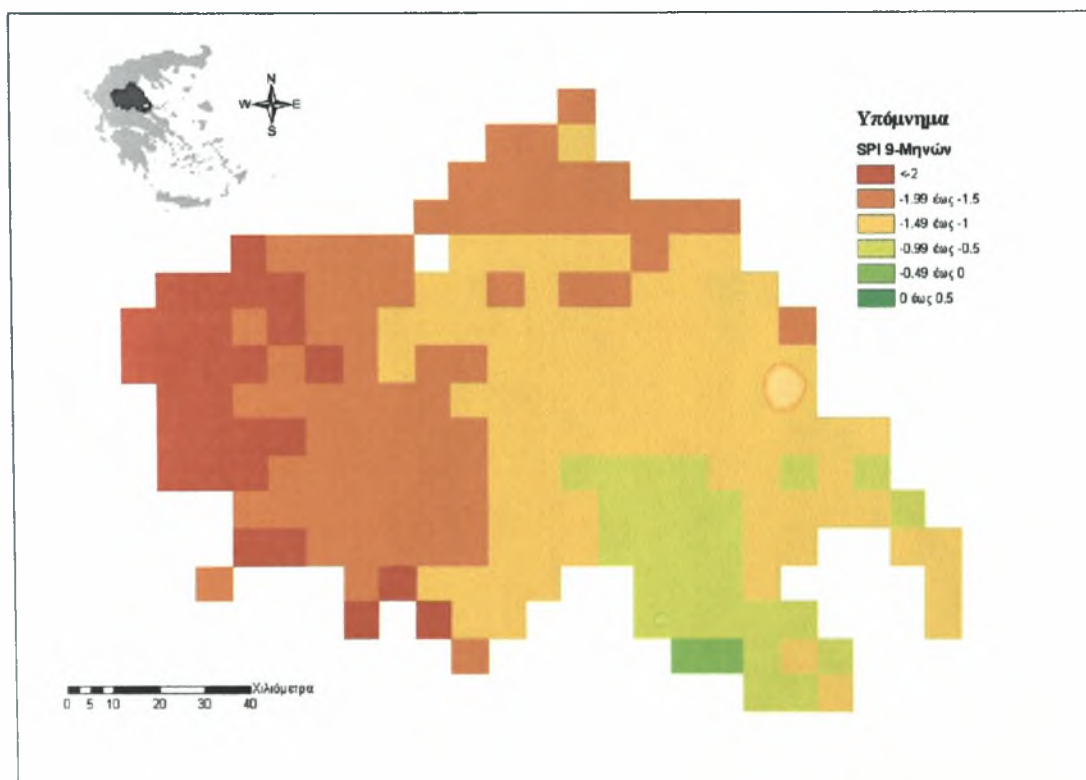 N
W E
S
Υπόμνημα
SPI 9-Μηνών
<-2
-1.99 έως -1.5
-1.49 έως -1
-0.99 έως -0.5
-0.49 έως 0
0 έως 0.5
Χιλιόμετρα
0 5 10 20 30 40